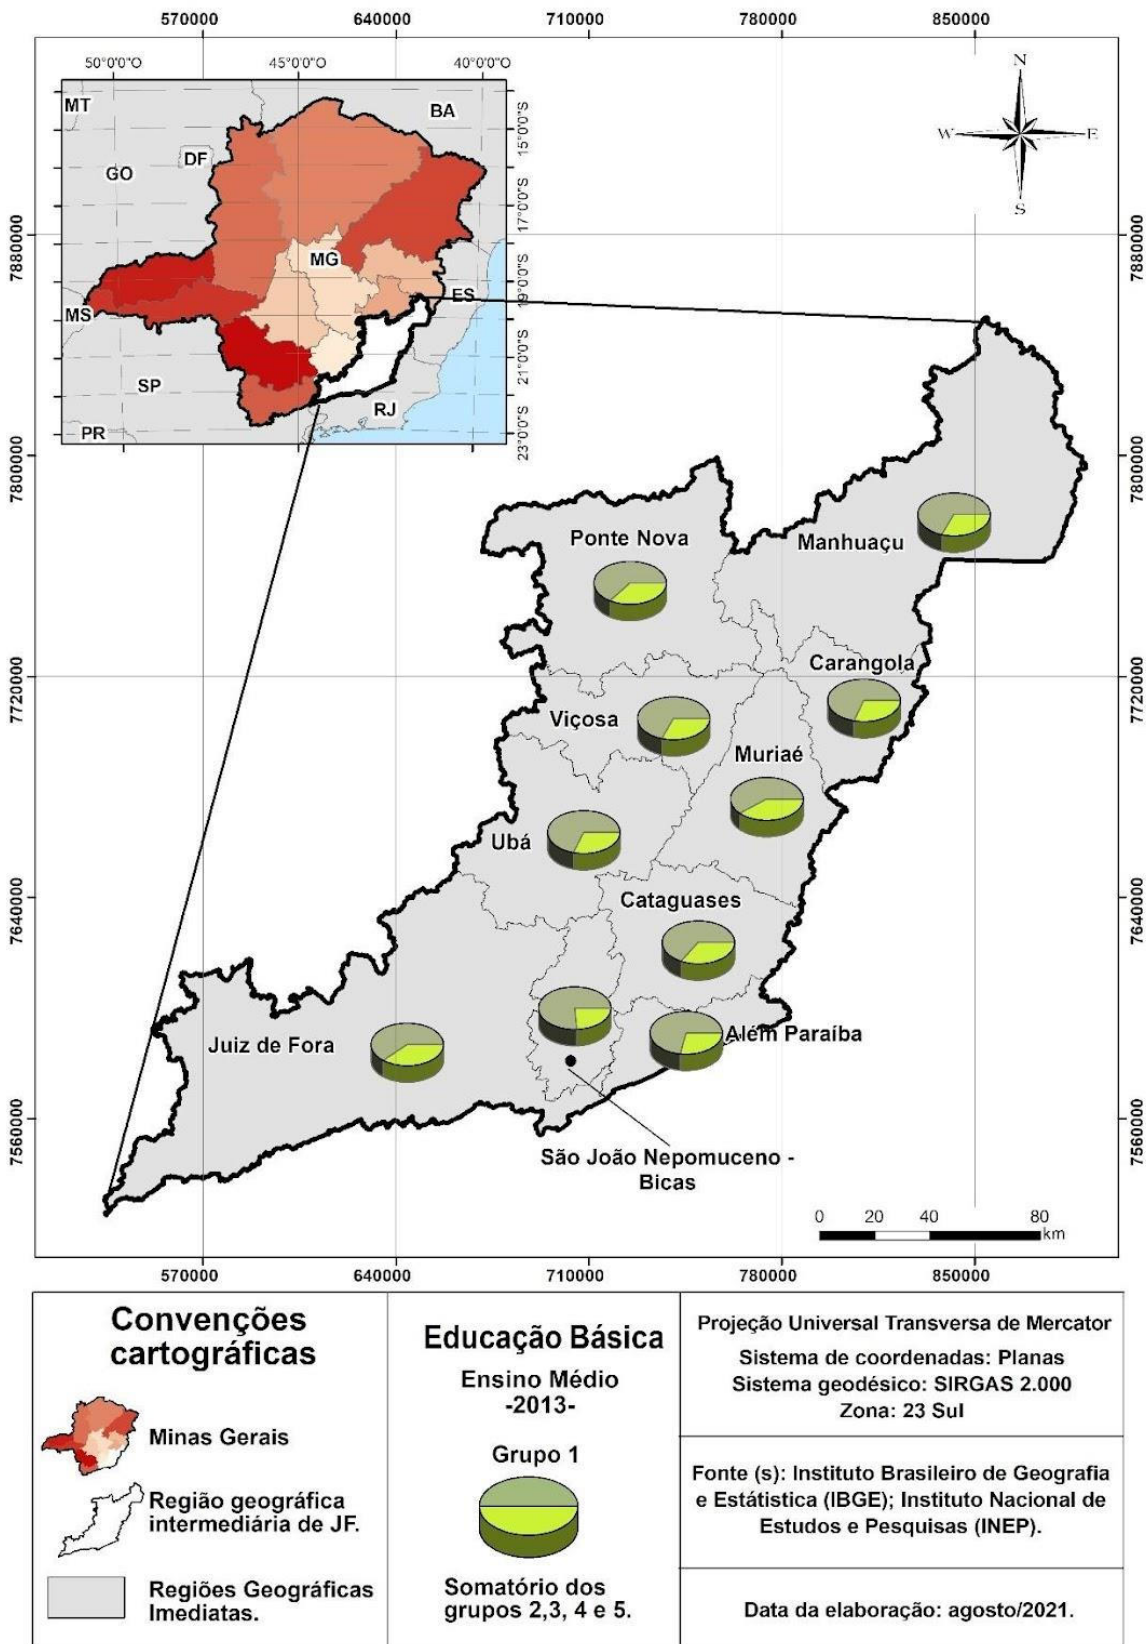 570000 640000 710000 780000 850000
50°0'0"O 45°0'0"O 40°0'0"O
MT
BA
DF
GO
MG
ES
MS
SP
RJ
PR
15°0'0"S
17°0'0"S
19°0'0"S
21°0'0"S
23°0'0"S
N
W E
S
7880000 7880000
7800000 7800000
7720000 7720000
7640000 7640000
7560000 7560000
Ponte Nova
Manhuaçu
Carangola
Viçosa
Muriaé
Ubá
Cataguases
Juiz de Fora
Além Paraíba
São João Nepomuceno -
Bicas
0 20 40 80
km
570000 640000 710000 780000 850000
Convenções
cartográficas
Minas Gerais
Região geográfica
intermediária de JF.
Regiões Geográficas
Imediatas.
Educação Básica
Ensino Médio
-2013-
Grupo 1
Somatório dos
grupos 2,3, 4 e 5.
Projeção Universal Transversa de Mercator
Sistema de coordenadas: Planas
Sistema geodésico: SIRGAS 2.000
Zona: 23 Sul
Fonte (s): Instituto Brasileiro de Geografia
e Estátistica (IBGE); Instituto Nacional de
Estudos e Pesquisas (INEP).
Data da elaboração: agosto/2021.